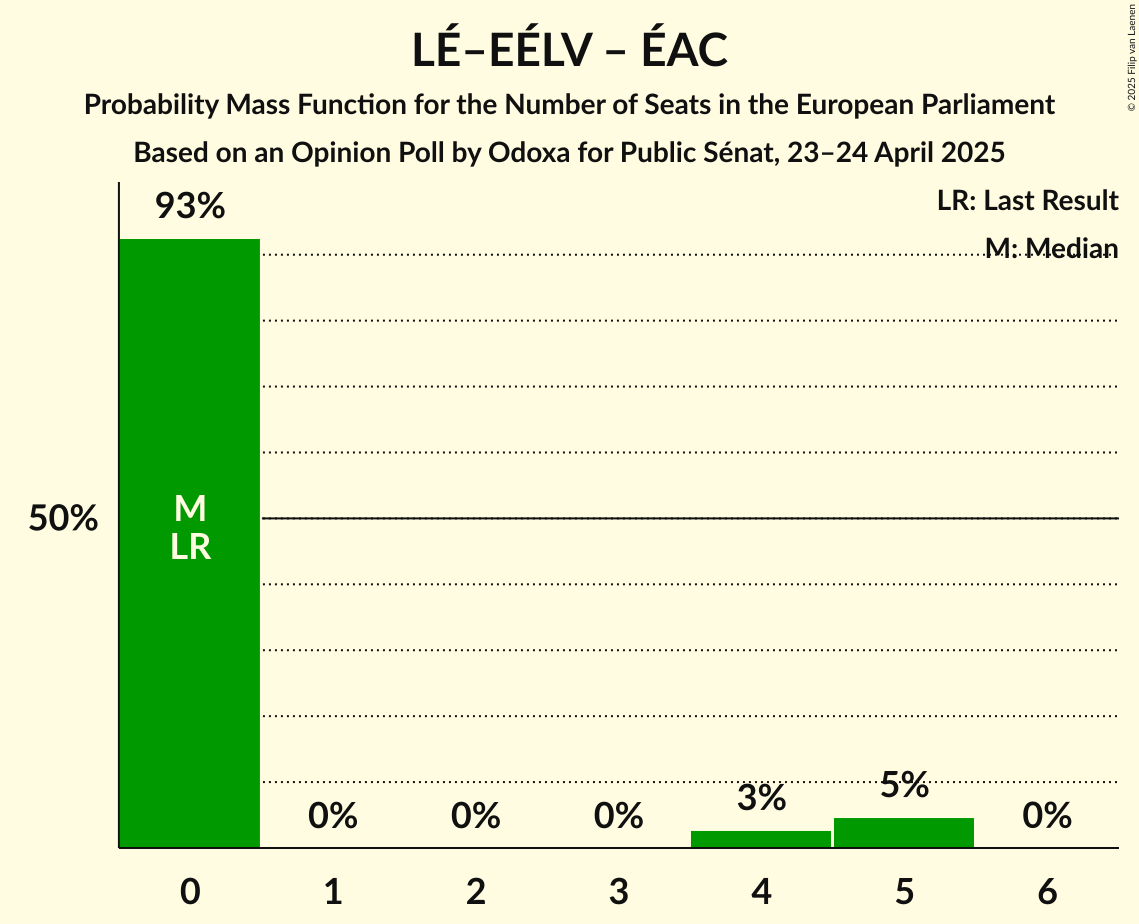 LÉ–EÉLV – ÉAC
Probability Mass Function for the Number of Seats in the European Parliament
Based on an Opinion Poll by Odoxa for Public Sénat, 23–24 April 2025
© 2025 Filip van Laenen
LR: Last Result
M: Median
93%
50%
M
LR
0%
0%
0%
3%
5%
0%
0
1
2
3
4
5
6